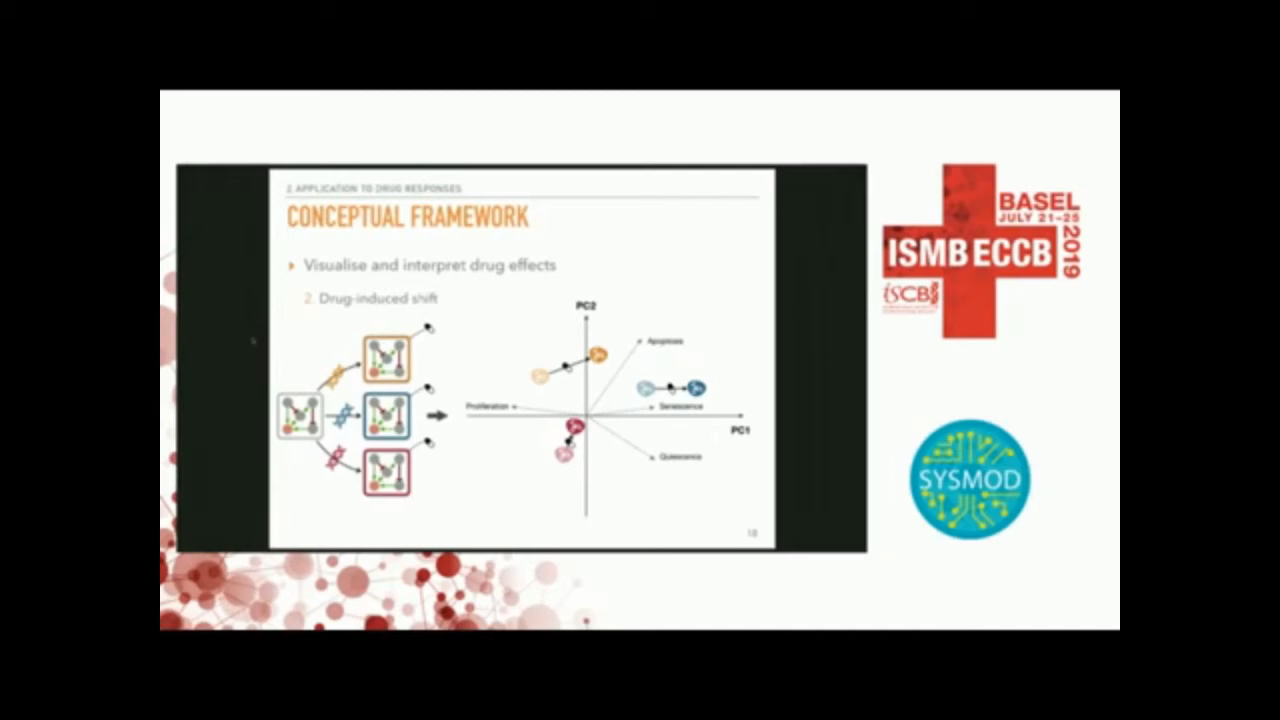 2. APPLICATION TO DRUG RESPONSES
CONCEPTUAL FRAMEWORK
Visualise and interpret drug effects
2. Drug-induced shift
PC2
Apoptosis
Proliferation
Senescence
PC1
Quiescence
18
BASEL
JULY 21-25
2019
ISMB ECCB
ISCB
SYSMOD